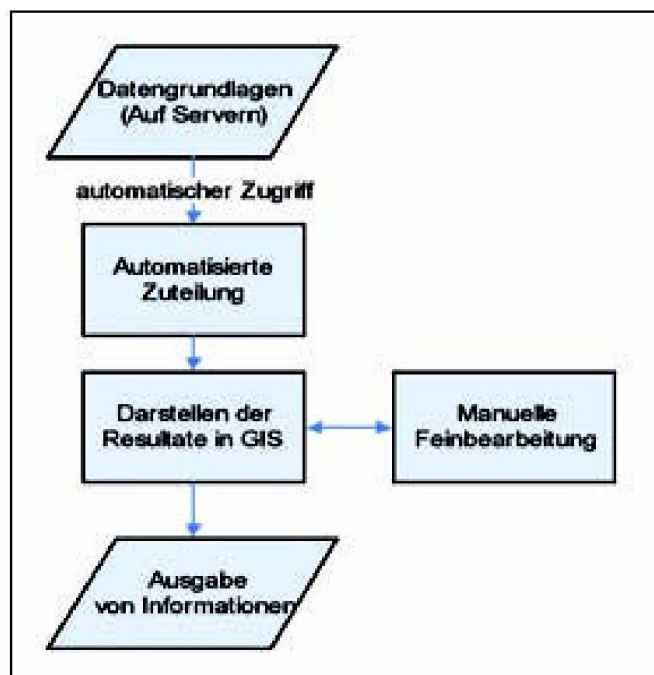 Datengrundlagen
(Auf Servern)
automatischer Zugriff
Automatisierte
Zuteilung
Darstellen der
Resultate in GIS
Manuelle
Feinbearbeitung
Ausgabe
von Informationen